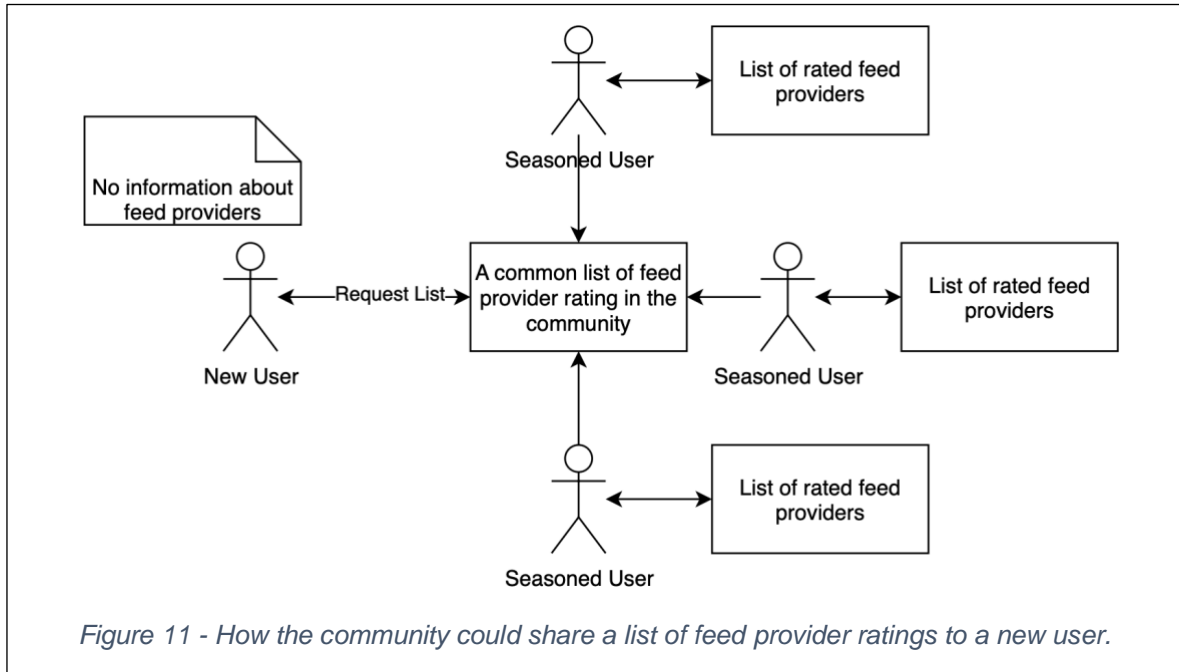 List of rated feed
providers
Seasoned User
No information about
feed providers
A common list of feed
provider rating in the
community
Request List
List of rated feed
providers
New User
Seasoned User
List of rated feed
providers
Seasoned User
Figure 11 - How the community could share a list of feed provider ratings to a new user.